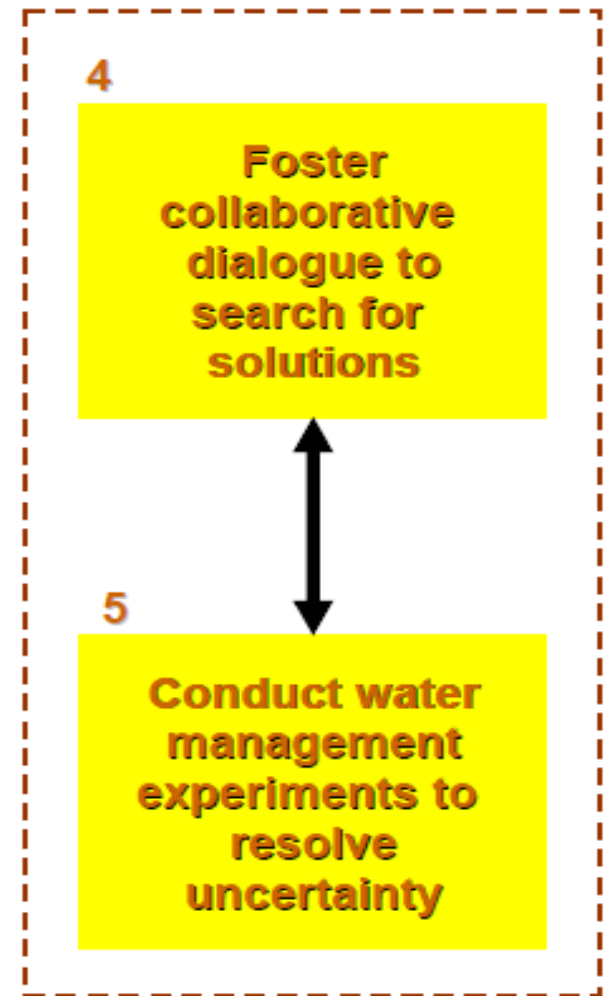 4
Foster
collaborative
dialogue to
search for
solutions
5
Conduct water
management
experiments to
resolve
uncertainty